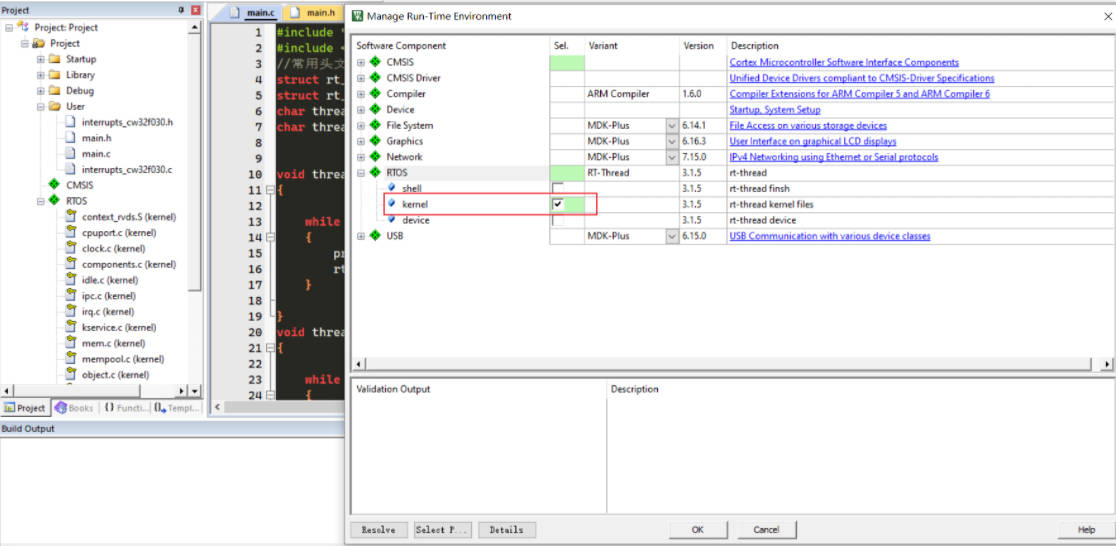 Project
Project: Project
Project
Startup
Library
Debug
User
interrupts_cw32f030.h
main.h
main.c
interrupts_cw32f030.c
CMSIS
RTOS
context_rvds.S (kernel)
cpuport.c (kernel)
clock.c (kernel)
components.c (kernel)
idle.c (kernel)
ipc.c (kernel)
irq.c (kernel)
kservice.c (kernel)
mem.c (kernel)
mempool.c (kernel)
object.c (kernel)
Project Books Functi... Templ...
Build Output
main.c main.h
1 #include "
2 #include <
3 //常用头文
4 struct rt_
5 struct rt_
6 char threa
7 char threa
8
9
10 void threa
11 {
12
13 while
14 {
15 pr
16 rt
17 }
18
19 }
20 void threa
21 {
22
23 while
24 {
Manage Run-Time Environment
Software Component Sel. Variant Version Description
CMSIS Cortex Microcontroller Software Interface Components
CMSIS Driver Unified Device Drivers compliant to CMSIS-Driver Specifications
Compiler ARM Compiler 1.6.0 Compiler Extensions for ARM Compiler 5 and ARM Compiler 6
Device Startup, System Setup
File System MDK-Plus 6.14.1 File Access on various storage devices
Graphics MDK-Plus 6.16.3 User Interface on graphical LCD displays
Network MDK-Plus 7.15.0 IPv4 Networking using Ethernet or Serial protocols
RTOS RT-Thread 3.1.5 rt-thread
shell 3.1.5 rt-thread finsh
kernel 3.1.5 rt-thread kernel files
device 3.1.5 rt-thread device
USB MDK-Plus 6.15.0 USB Communication with various device classes
Validation Output Description
Resolve Select P... Details OK Cancel Help